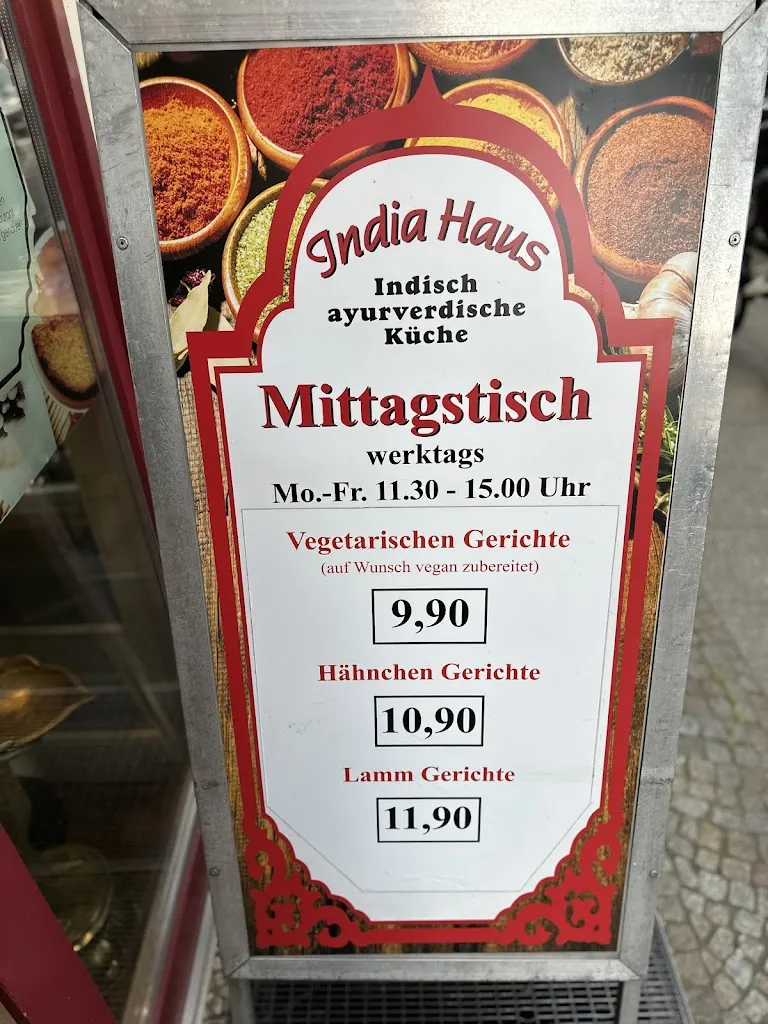 India Haus
Indisch
ayurverdische
Küche
Mittagstisch
werktags
Mo.-Fr. 11.30 - 15.00 Uhr
Vegetarischen Gerichte
(auf Wunsch vegan zubereitet)
9,90
Hähnchen Gerichte
10,90
Lamm Gerichte
11,90